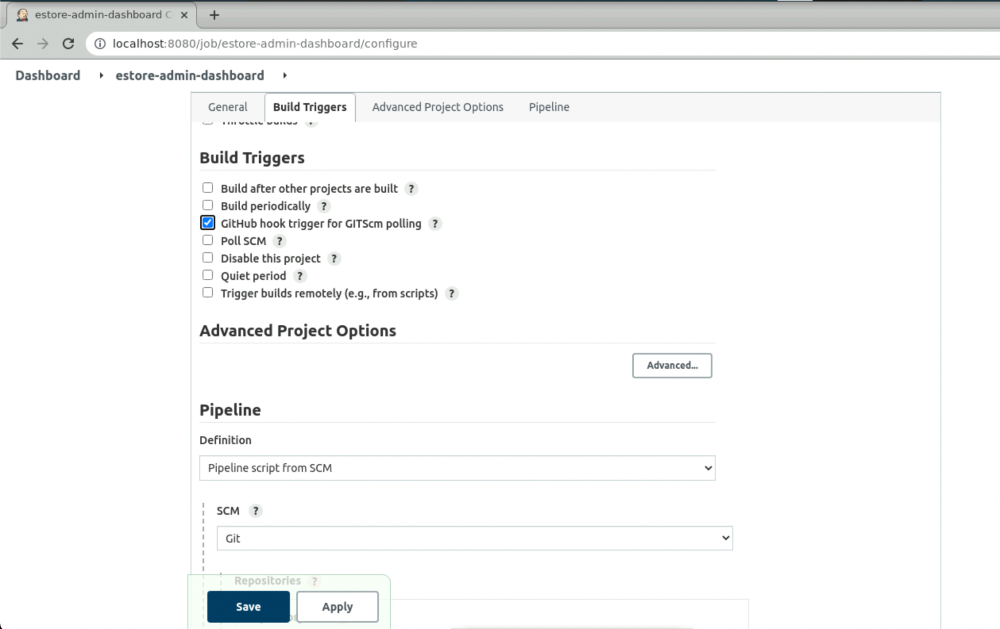 estore-admin-dashboard C
localhost:8080/job/estore-admin-dashboard/configure
Dashboard estore-admin-dashboard
General Build Triggers Advanced Project Options Pipeline
Throttle builds ?
Build Triggers
Build after other projects are built ?
Build periodically ?
GitHub hook trigger for GITScm polling ?
Poll SCM ?
Disable this project ?
Quiet period ?
Trigger builds remotely (e.g., from scripts) ?
Advanced Project Options
Advanced...
Pipeline
Definition
Pipeline script from SCM
SCM ?
Git
Repositories ?
Save Apply